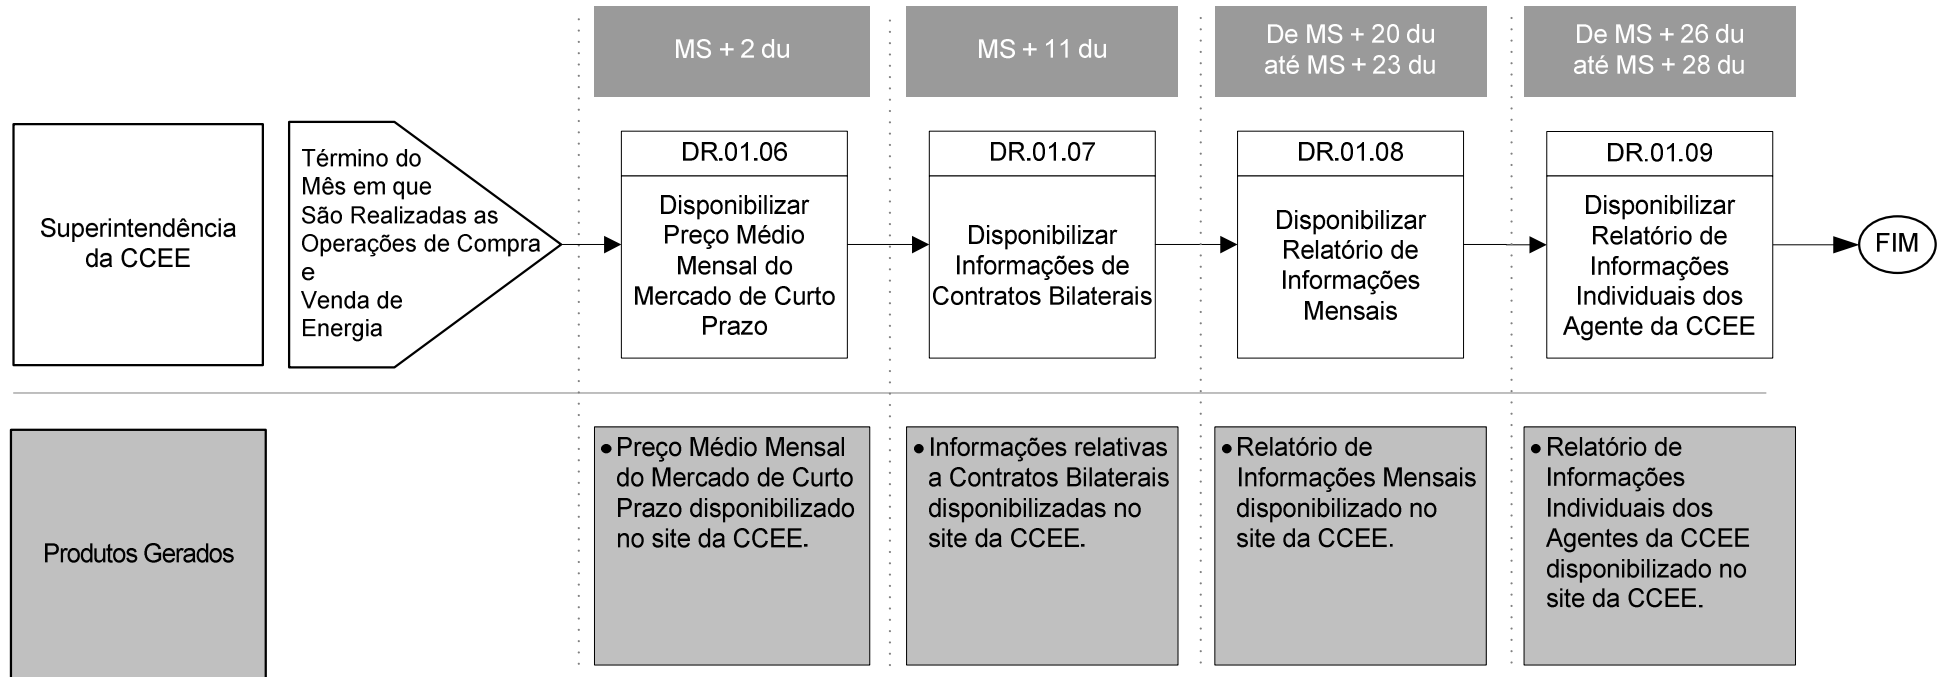 MS + 2 du
MS + 11 du
De MS + 20 du
até MS + 23 du
De MS + 26 du
até MS + 28 du
Superintendência
da CCEE
Término do
Mês em que
São Realizadas as
Operações de Compra
e
Venda de
Energia
DR.01.06
Disponibilizar
Preço Médio
Mensal do
Mercado de Curto
Prazo
DR.01.07
Disponibilizar
Informações de
Contratos Bilaterais
DR.01.08
Disponibilizar
Relatório de
Informações
Mensais
DR.01.09
Disponibilizar
Relatório de
Informações
Individuais dos
Agente da CCEE
FIM
Produtos Gerados
• Preço Médio Mensal
do Mercado de Curto
Prazo disponibilizado
no site da CCEE.
• Informações relativas
a Contratos Bilaterais
disponibilizadas no
site da CCEE.
• Relatório de
Informações Mensais
disponibilizado no
site da CCEE.
• Relatório de
Informações
Individuais dos
Agentes da CCEE
disponibilizado no
site da CCEE.